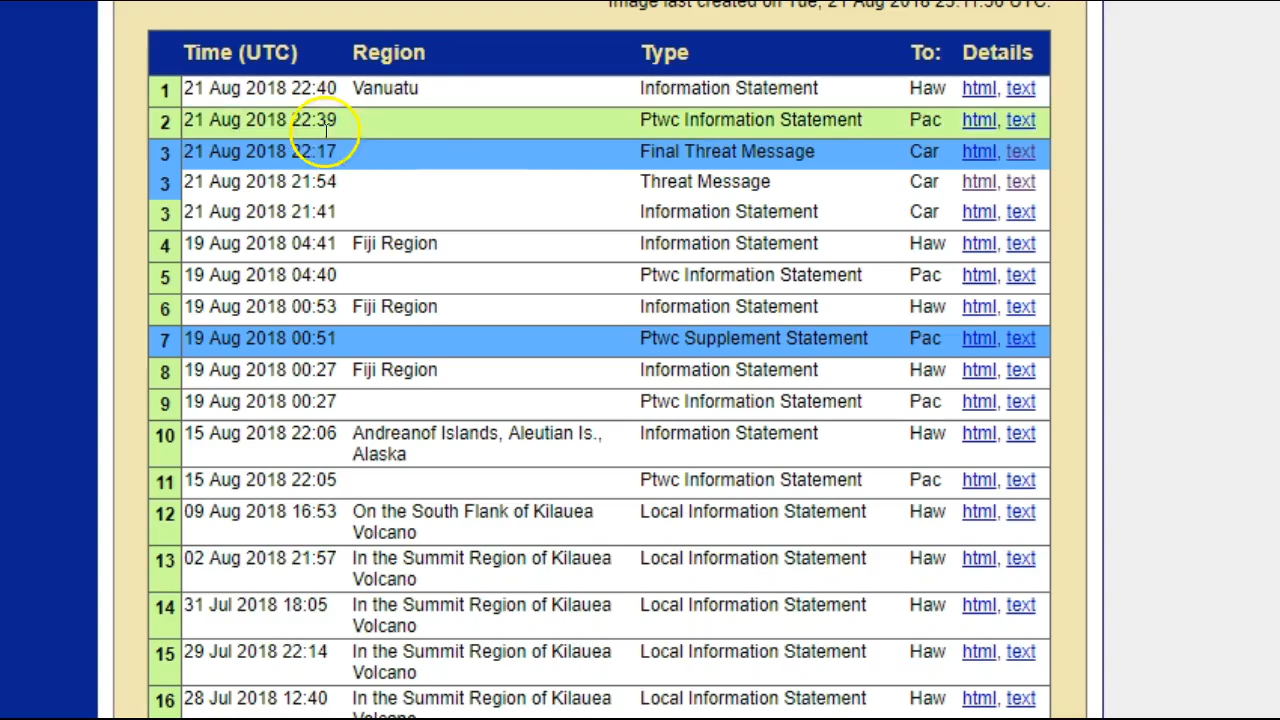 Image last created on Tue, 21 Aug 2018 23:11:56 UTC.
Time (UTC) Region Type To: Details
1 21 Aug 2018 22:40 Vanuatu Information Statement Haw html, text
2 21 Aug 2018 22:39 Ptwc Information Statement Pac html, text
3 21 Aug 2018 22:17 Final Threat Message Car html, text
3 21 Aug 2018 21:54 Threat Message Car html, text
3 21 Aug 2018 21:41 Information Statement Car html, text
4 19 Aug 2018 04:41 Fiji Region Information Statement Haw html, text
5 19 Aug 2018 04:40 Ptwc Information Statement Pac html, text
6 19 Aug 2018 00:53 Fiji Region Information Statement Haw html, text
7 19 Aug 2018 00:51 Ptwc Supplement Statement Pac html, text
8 19 Aug 2018 00:27 Fiji Region Information Statement Haw html, text
9 19 Aug 2018 00:27 Ptwc Information Statement Pac html, text
10 15 Aug 2018 22:06 Andreanof Islands, Aleutian Is., Information Statement Haw html, text
Alaska
11 15 Aug 2018 22:05 Ptwc Information Statement Pac html, text
12 09 Aug 2018 16:53 On the South Flank of Kilauea Local Information Statement Haw html, text
Volcano
13 02 Aug 2018 21:57 In the Summit Region of Kilauea Local Information Statement Haw html, text
Volcano
14 31 Jul 2018 18:05 In the Summit Region of Kilauea Local Information Statement Haw html, text
Volcano
15 29 Jul 2018 22:14 In the Summit Region of Kilauea Local Information Statement Haw html, text
Volcano
16 28 Jul 2018 12:40 In the Summit Region of Kilauea Local Information Statement Haw html, text
Volcano